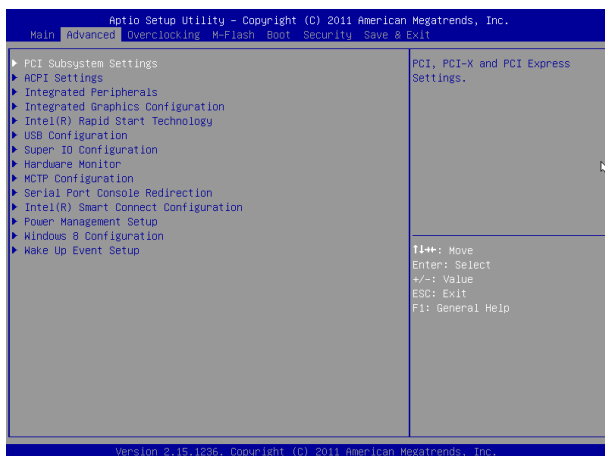 Aptio Setup Utility – Copyright (C) 2011 American Megatrends, Inc.
Main Advanced Overclocking M-Flash Boot Security Save & Exit
PCI Subsystem Settings
ACPI Settings
Integrated Peripherals
Integrated Graphics Configuration
Intel(R) Rapid Start Technology
USB Configuration
Super IO Configuration
Hardware Monitor
MCTP Configuration
Serial Port Console Redirection
Intel(R) Smart Connect Configuration
Power Management Setup
Windows 8 Configuration
Wake Up Event Setup
PCI, PCI-X and PCI Express
Settings.
↑↓→←: Move
Enter: Select
+/-: Value
ESC: Exit
F1: General Help
Version 2.15.1236. Copyright (C) 2011 American Megatrends, Inc.